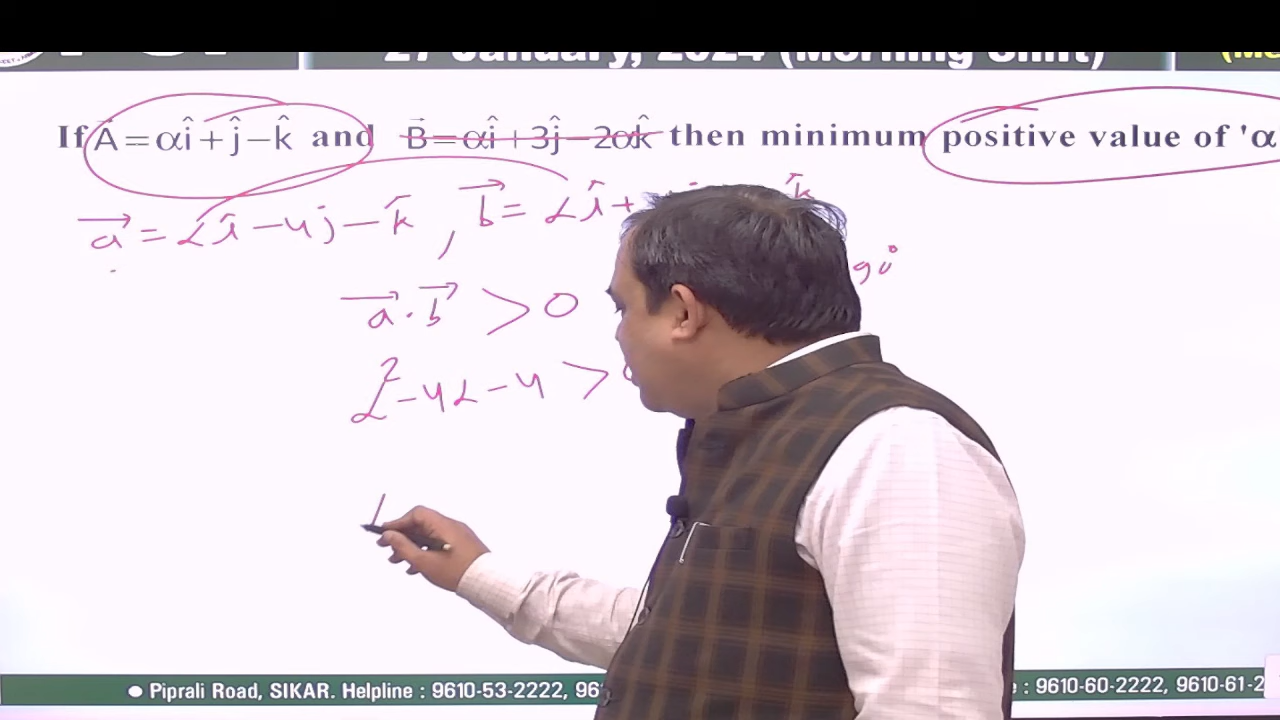 27 January, 2024 (Morning Shift)
If A⃗ = αî + ĵ − k̂ and B⃗ = αî + 3ĵ − 2αk̂ then minimum positive value of 'α
a⃗ = αî − 4ĵ − k̂ , b⃗ = αî + k̂
90°
a⃗ · b⃗ > 0
α² − 4α − 4 >
Piprali Road, SIKAR. Helpline : 9610-53-2222, 96 : 9610-60-2222, 9610-61-2